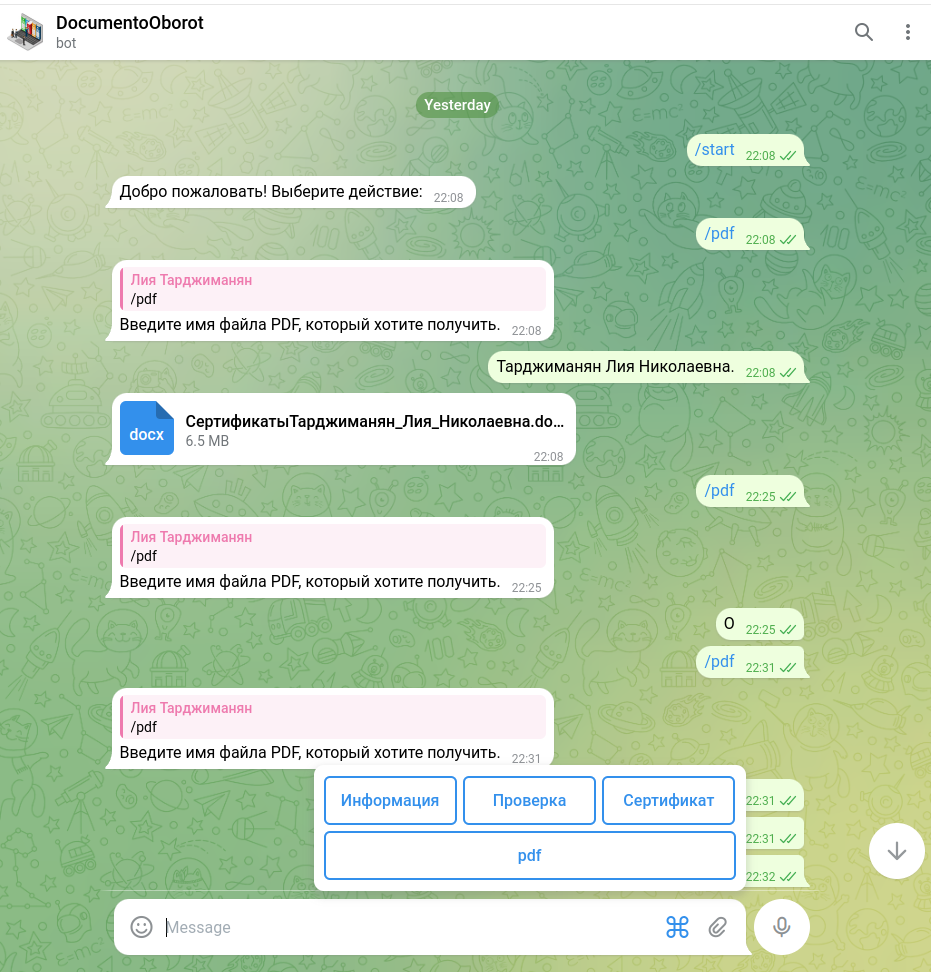 DocumentoOborot
bot
Yesterday
/start 22:08
Добро пожаловать! Выберите действие: 22:08
/pdf 22:08
Лия Тарджиманян
/pdf
Введите имя файла PDF, который хотите получить. 22:08
Тарджиманян Лия Николаевна. 22:08
docx
СертификатыТарджиманян_Лия_Николаевна.do...
6.5 MB
22:08
/pdf 22:25
Лия Тарджиманян
/pdf
Введите имя файла PDF, который хотите получить. 22:25
О 22:25
/pdf 22:31
Лия Тарджиманян
/pdf
Введите имя файла PDF, который хотите получить. 22:31
Информация Проверка Сертификат 22:31
22:31
pdf
22:32
Message